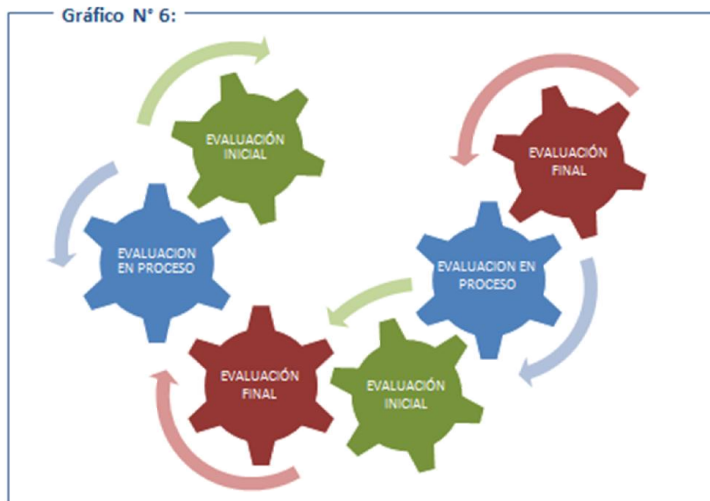 Gráfico N° 6:
EVALUACIÓN
INICIAL
EVALUACION
EN PROCESO
EVALUACIÓN
FINAL
EVALUACIÓN
INICIAL
EVALUACION EN
PROCESO
EVALUACIÓN
FINAL